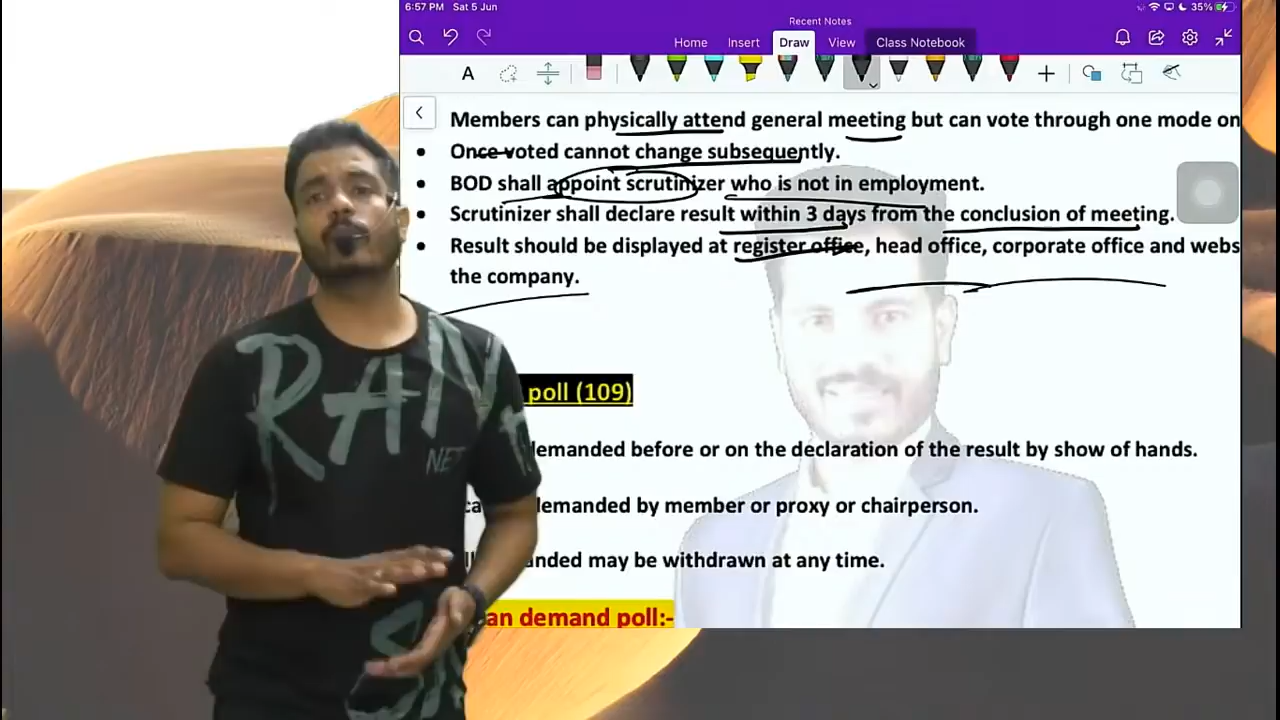 6:57 PM Sat 5 Jun
35%
Recent Notes
Home Insert Draw View Class Notebook
A
Members can physically attend general meeting but can vote through one mode on
• Once voted cannot change subsequently.
• BOD shall appoint scrutinizer who is not in employment.
• Scrutinizer shall declare result within 3 days from the conclusion of meeting.
• Result should be displayed at register office, head office, corporate office and webs
the company.
poll (109)
demanded before or on the declaration of the result by show of hands.
demanded by member or proxy or chairperson.
anded may be withdrawn at any time.
an demand poll:-
RAN
NET